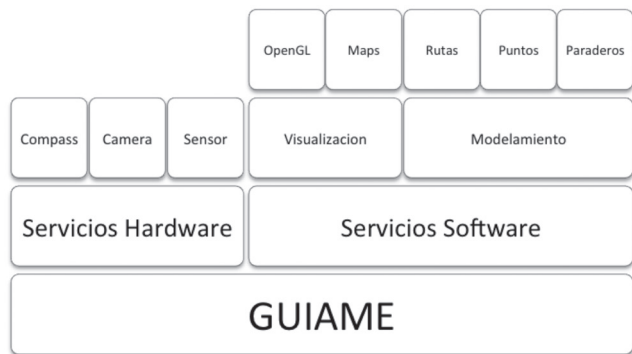 OpenGL Maps Rutas Puntos Paraderos
Compass Camera Sensor Visualizacion Modelamiento
Servicios Hardware Servicios Software
GUIAME